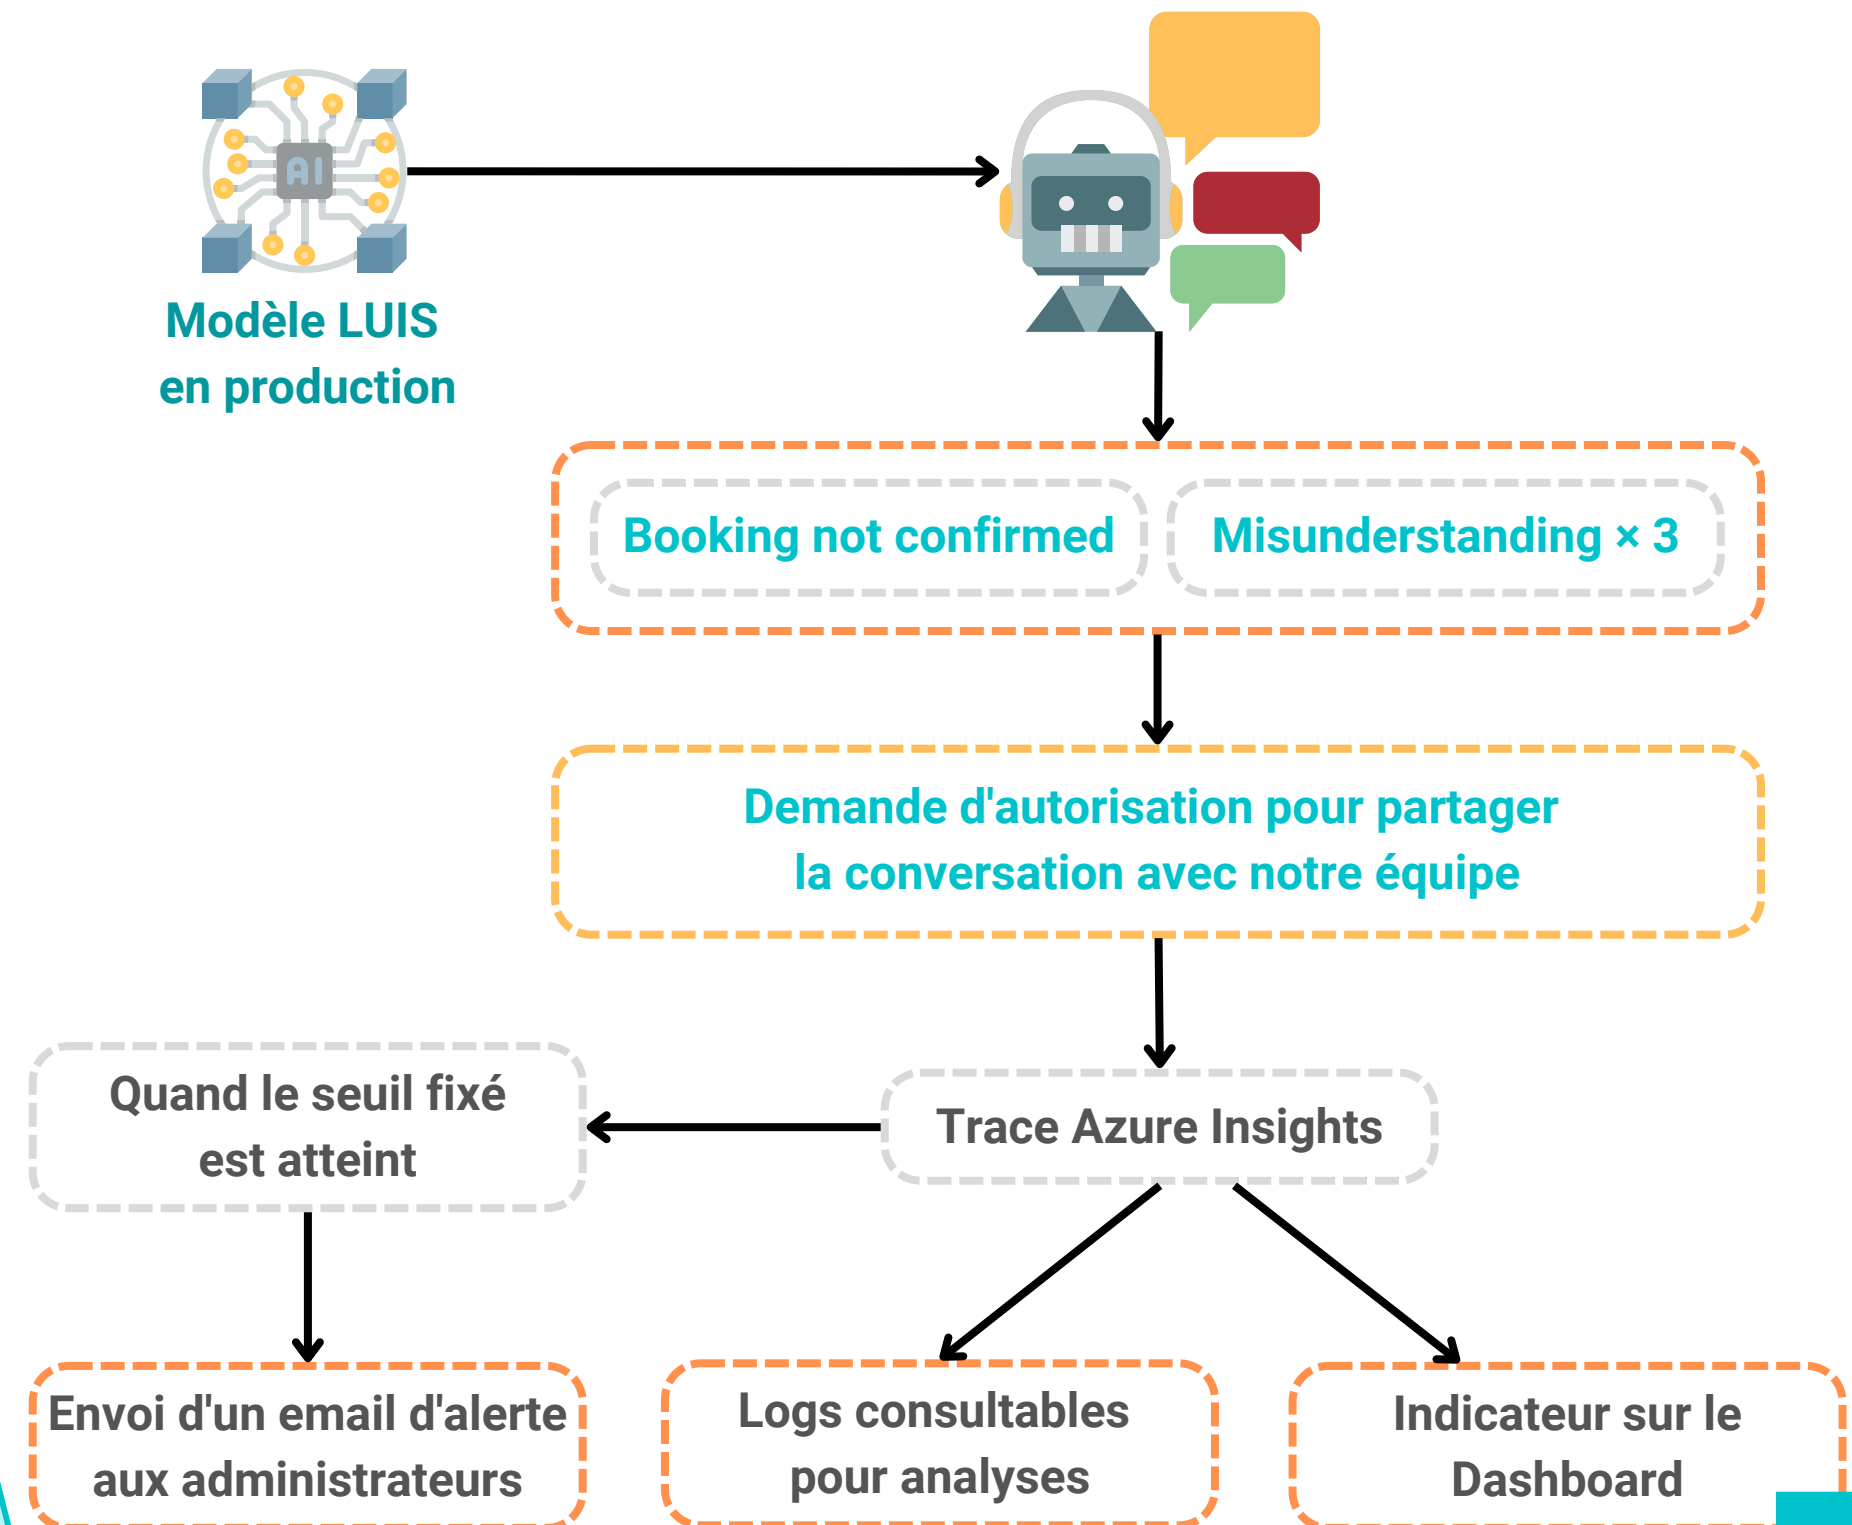 AI
Modèle LUIS
en production
Booking not confirmed
Misunderstanding × 3
Demande d'autorisation pour partager
la conversation avec notre équipe
Quand le seuil fixé
est atteint
Trace Azure Insights
Envoi d'un email d'alerte
aux administrateurs
Logs consultables
pour analyses
Indicateur sur le
Dashboard